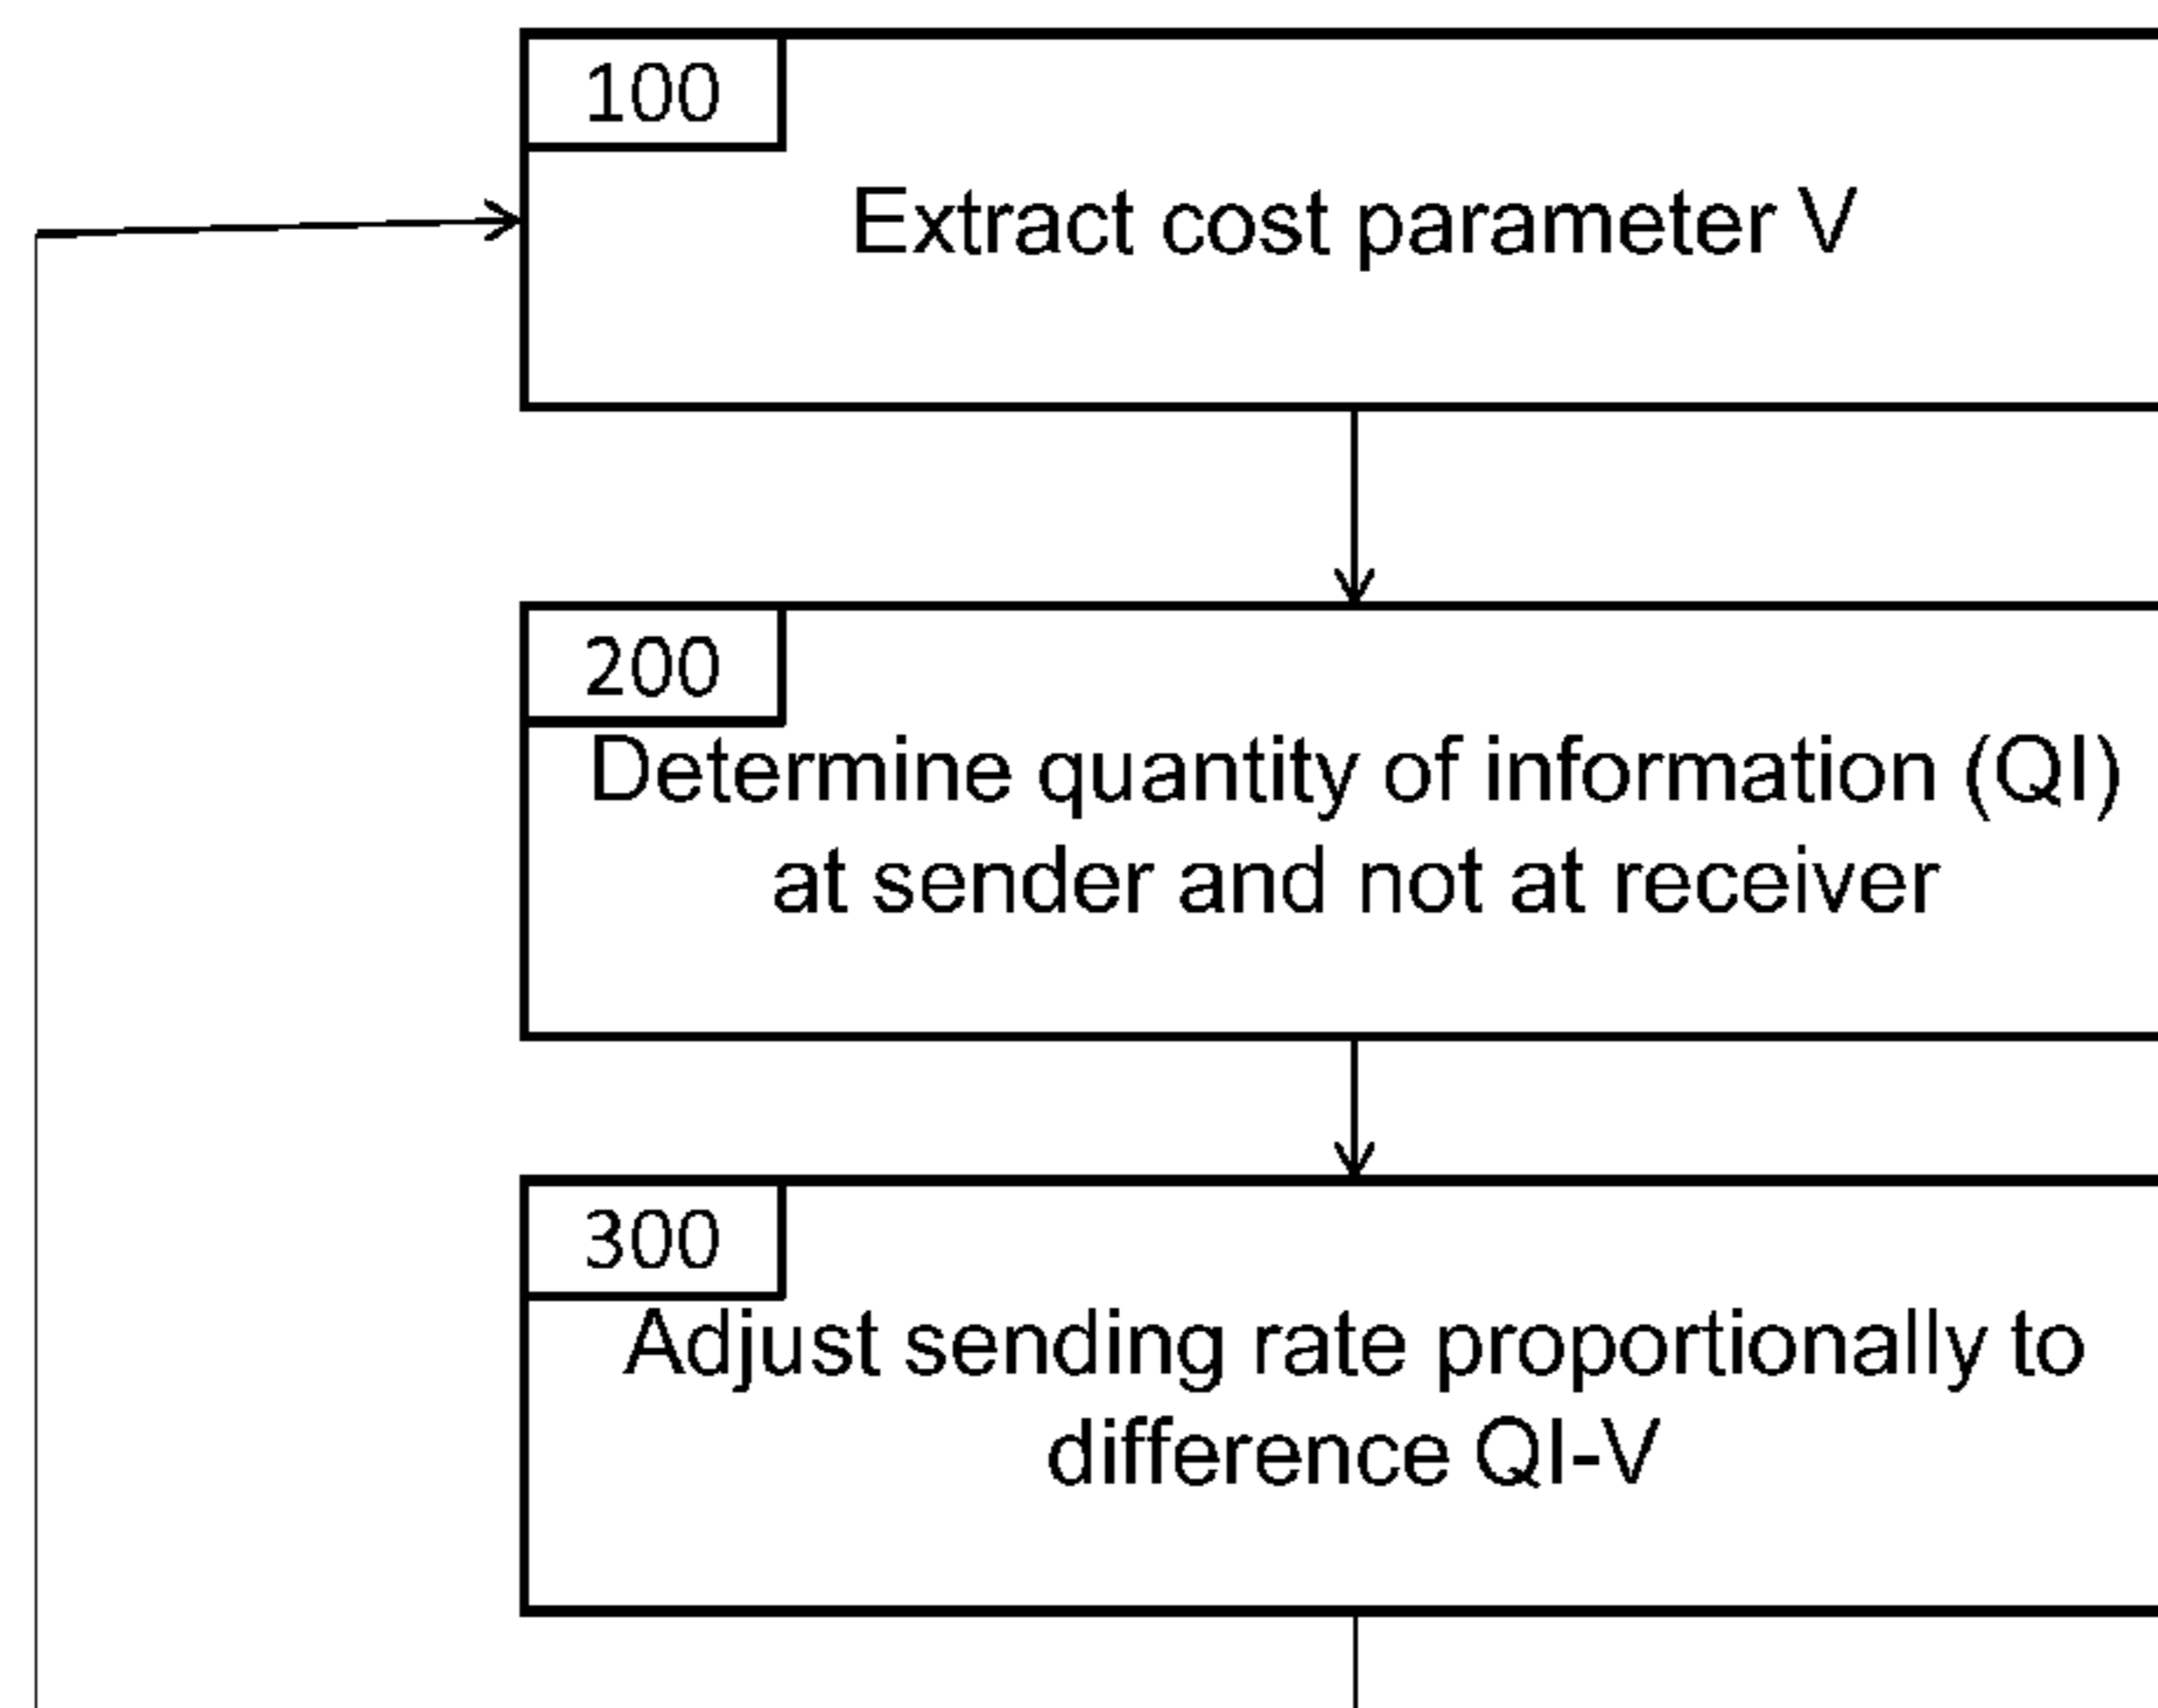 100
Extract cost parameter V
200
Determine quantity of information (QI)
at sender and not at receiver
300
Adjust sending rate proportionally to
difference QI-V